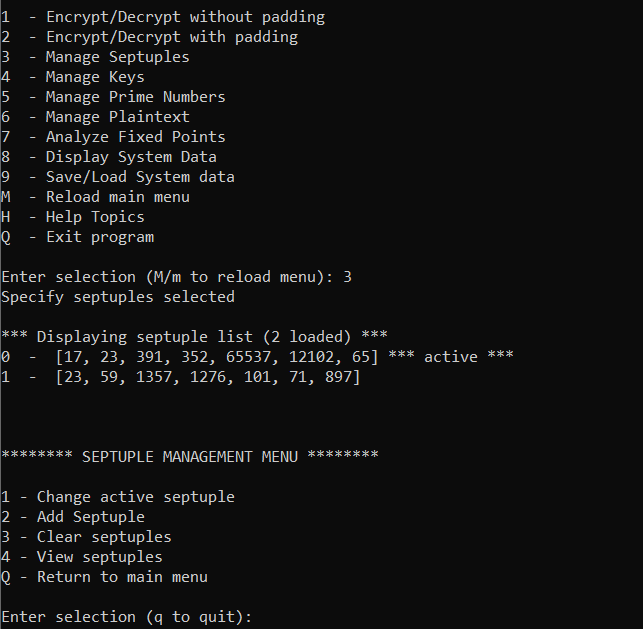 1  - Encrypt/Decrypt without padding
2  - Encrypt/Decrypt with padding
3  - Manage Septuples
4  - Manage Keys
5  - Manage Prime Numbers
6  - Manage Plaintext
7  - Analyze Fixed Points
8  - Display System Data
9  - Save/Load System data
M  - Reload main menu
H  - Help Topics
Q  - Exit program
Enter selection (M/m to reload menu): 3
Specify septuples selected
*** Displaying septuple list (2 loaded) ***
0  -  [17, 23, 391, 352, 65537, 12102, 65] *** active ***
1  -  [23, 59, 1357, 1276, 101, 71, 897]
******** SEPTUPLE MANAGEMENT MENU ********
1 - Change active septuple
2 - Add Septuple
3 - Clear septuples
4 - View septuples
Q - Return to main menu
Enter selection (q to quit):